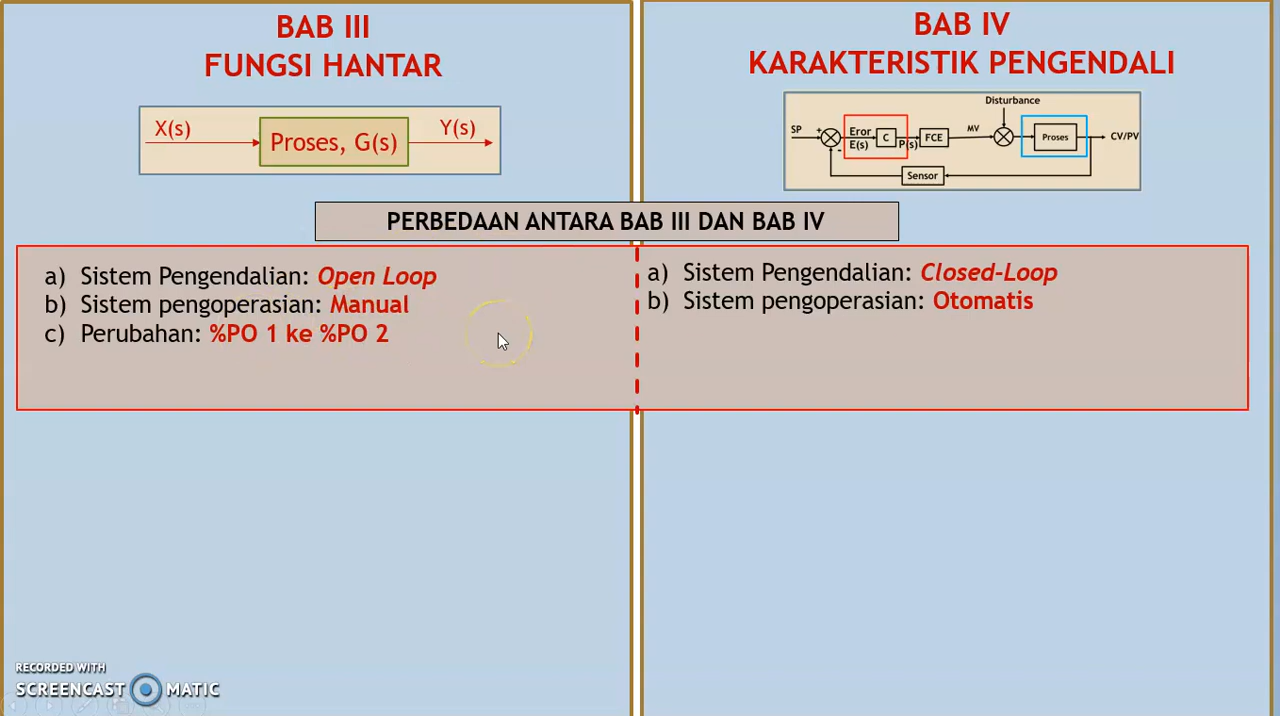 BAB III
FUNGSI HANTAR
X(s)
Proses, G(s)
Y(s)
BAB IV
KARAKTERISTIK PENGENDALI
Disturbance
SP
+
-
Eror
E(s)
C
P(s)
FCE
MV
Proses
CV/PV
Sensor
PERBEDAAN ANTARA BAB III DAN BAB IV
a) Sistem Pengendalian: Open Loop
b) Sistem pengoperasian: Manual
c) Perubahan: %PO 1 ke %PO 2
a) Sistem Pengendalian: Closed-Loop
b) Sistem pengoperasian: Otomatis
RECORDED WITH
SCREENCAST MATIC